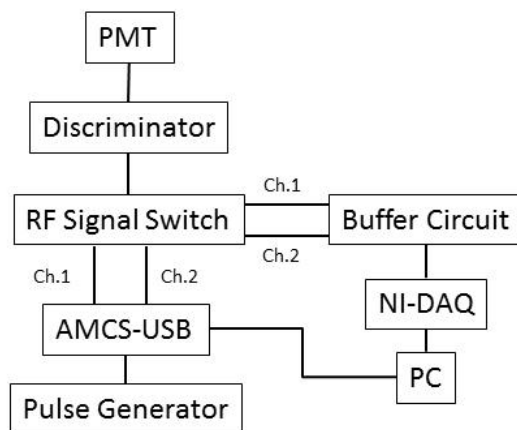 PMT
Discriminator
Ch.1
RF Signal Switch
Buffer Circuit
Ch.2
Ch.1
Ch.2
NI-DAQ
AMCS-USB
PC
Pulse Generator